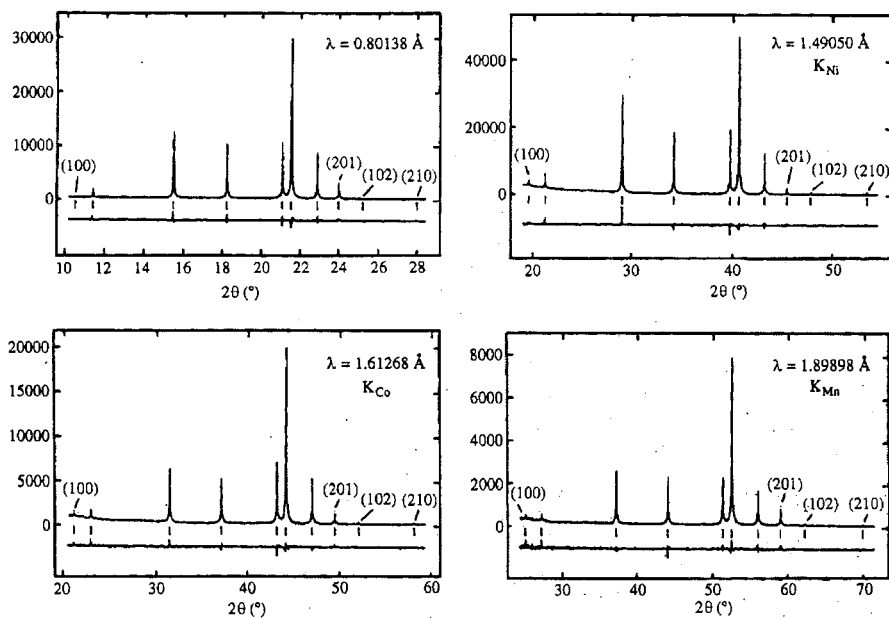 30000
20000
10000
0
λ = 0.80138 Å
(100)
(201)
(102)
(210)
10 12 14 16 18 20 22 24 26 28
2θ (°)
40000
20000
0
λ = 1.49050 Å
K_Ni
(100)
(201)
(102)
(210)
20 30 40 50
2θ (°)
20000
15000
10000
5000
0
λ = 1.61268 Å
K_Co
(100)
(201)
(102)
(210)
20 30 40 50 60
2θ (°)
8000
6000
4000
2000
0
λ = 1.89898 Å
K_Mn
(100)
(201)
(102)
(210)
30 40 50 60 70
2θ (°)